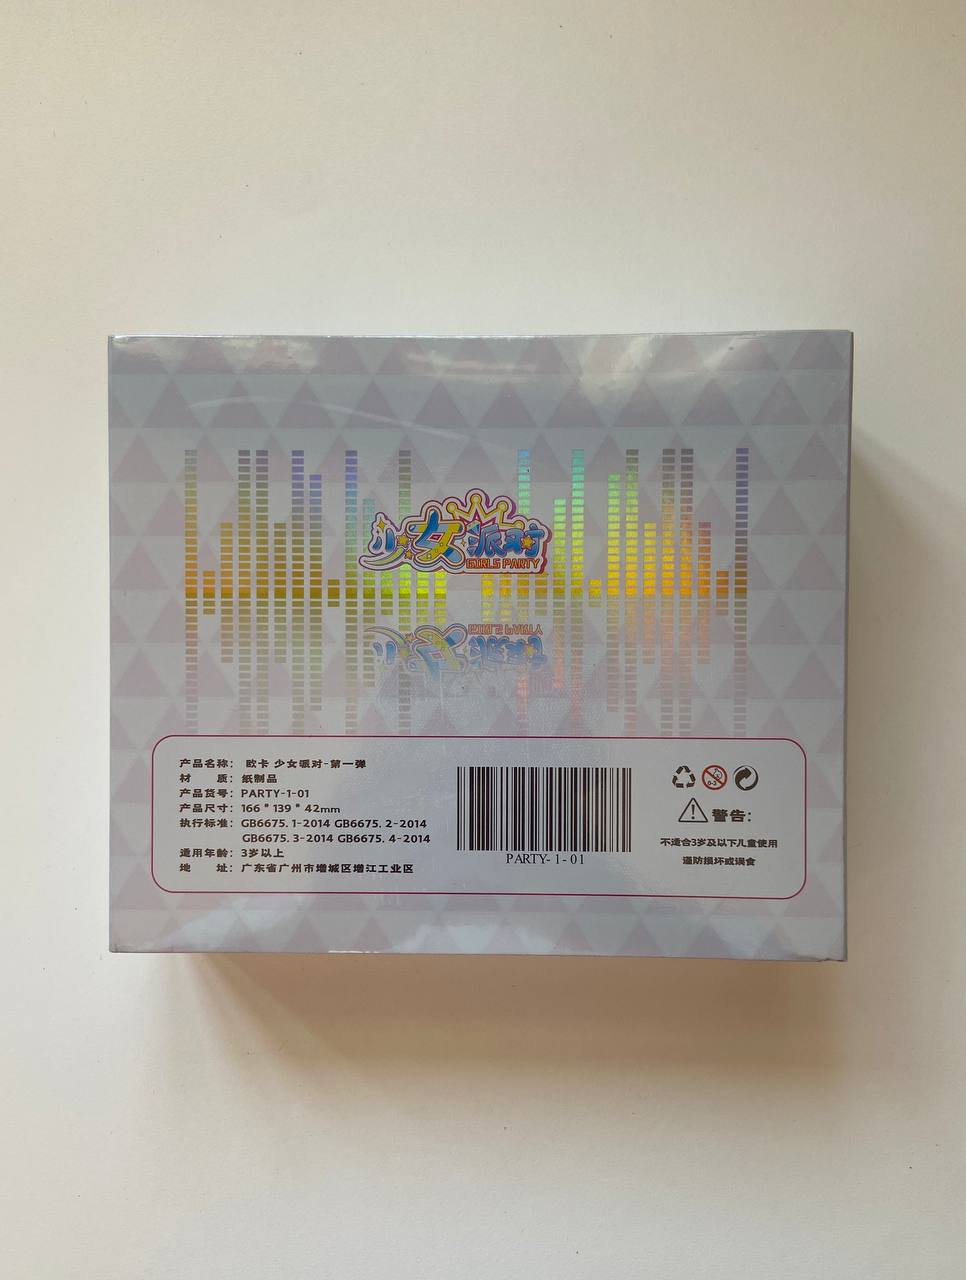 少女派对
GIRLS PARTY
产品名称： 欧卡 少女派对-第一弹
材 质：纸制品
产品货号：PARTY-1-01
产品尺寸：166 * 139 * 42mm
执行标准：GB6675.1-2014 GB6675.2-2014
GB6675.3-2014 GB6675.4-2014
适用年龄：3岁以上
地 址：广东省广州市增城区增江工业区
PARTY-1-01
0-3
警告：
不适合3岁及以下儿童使用
谨防损坏或误食